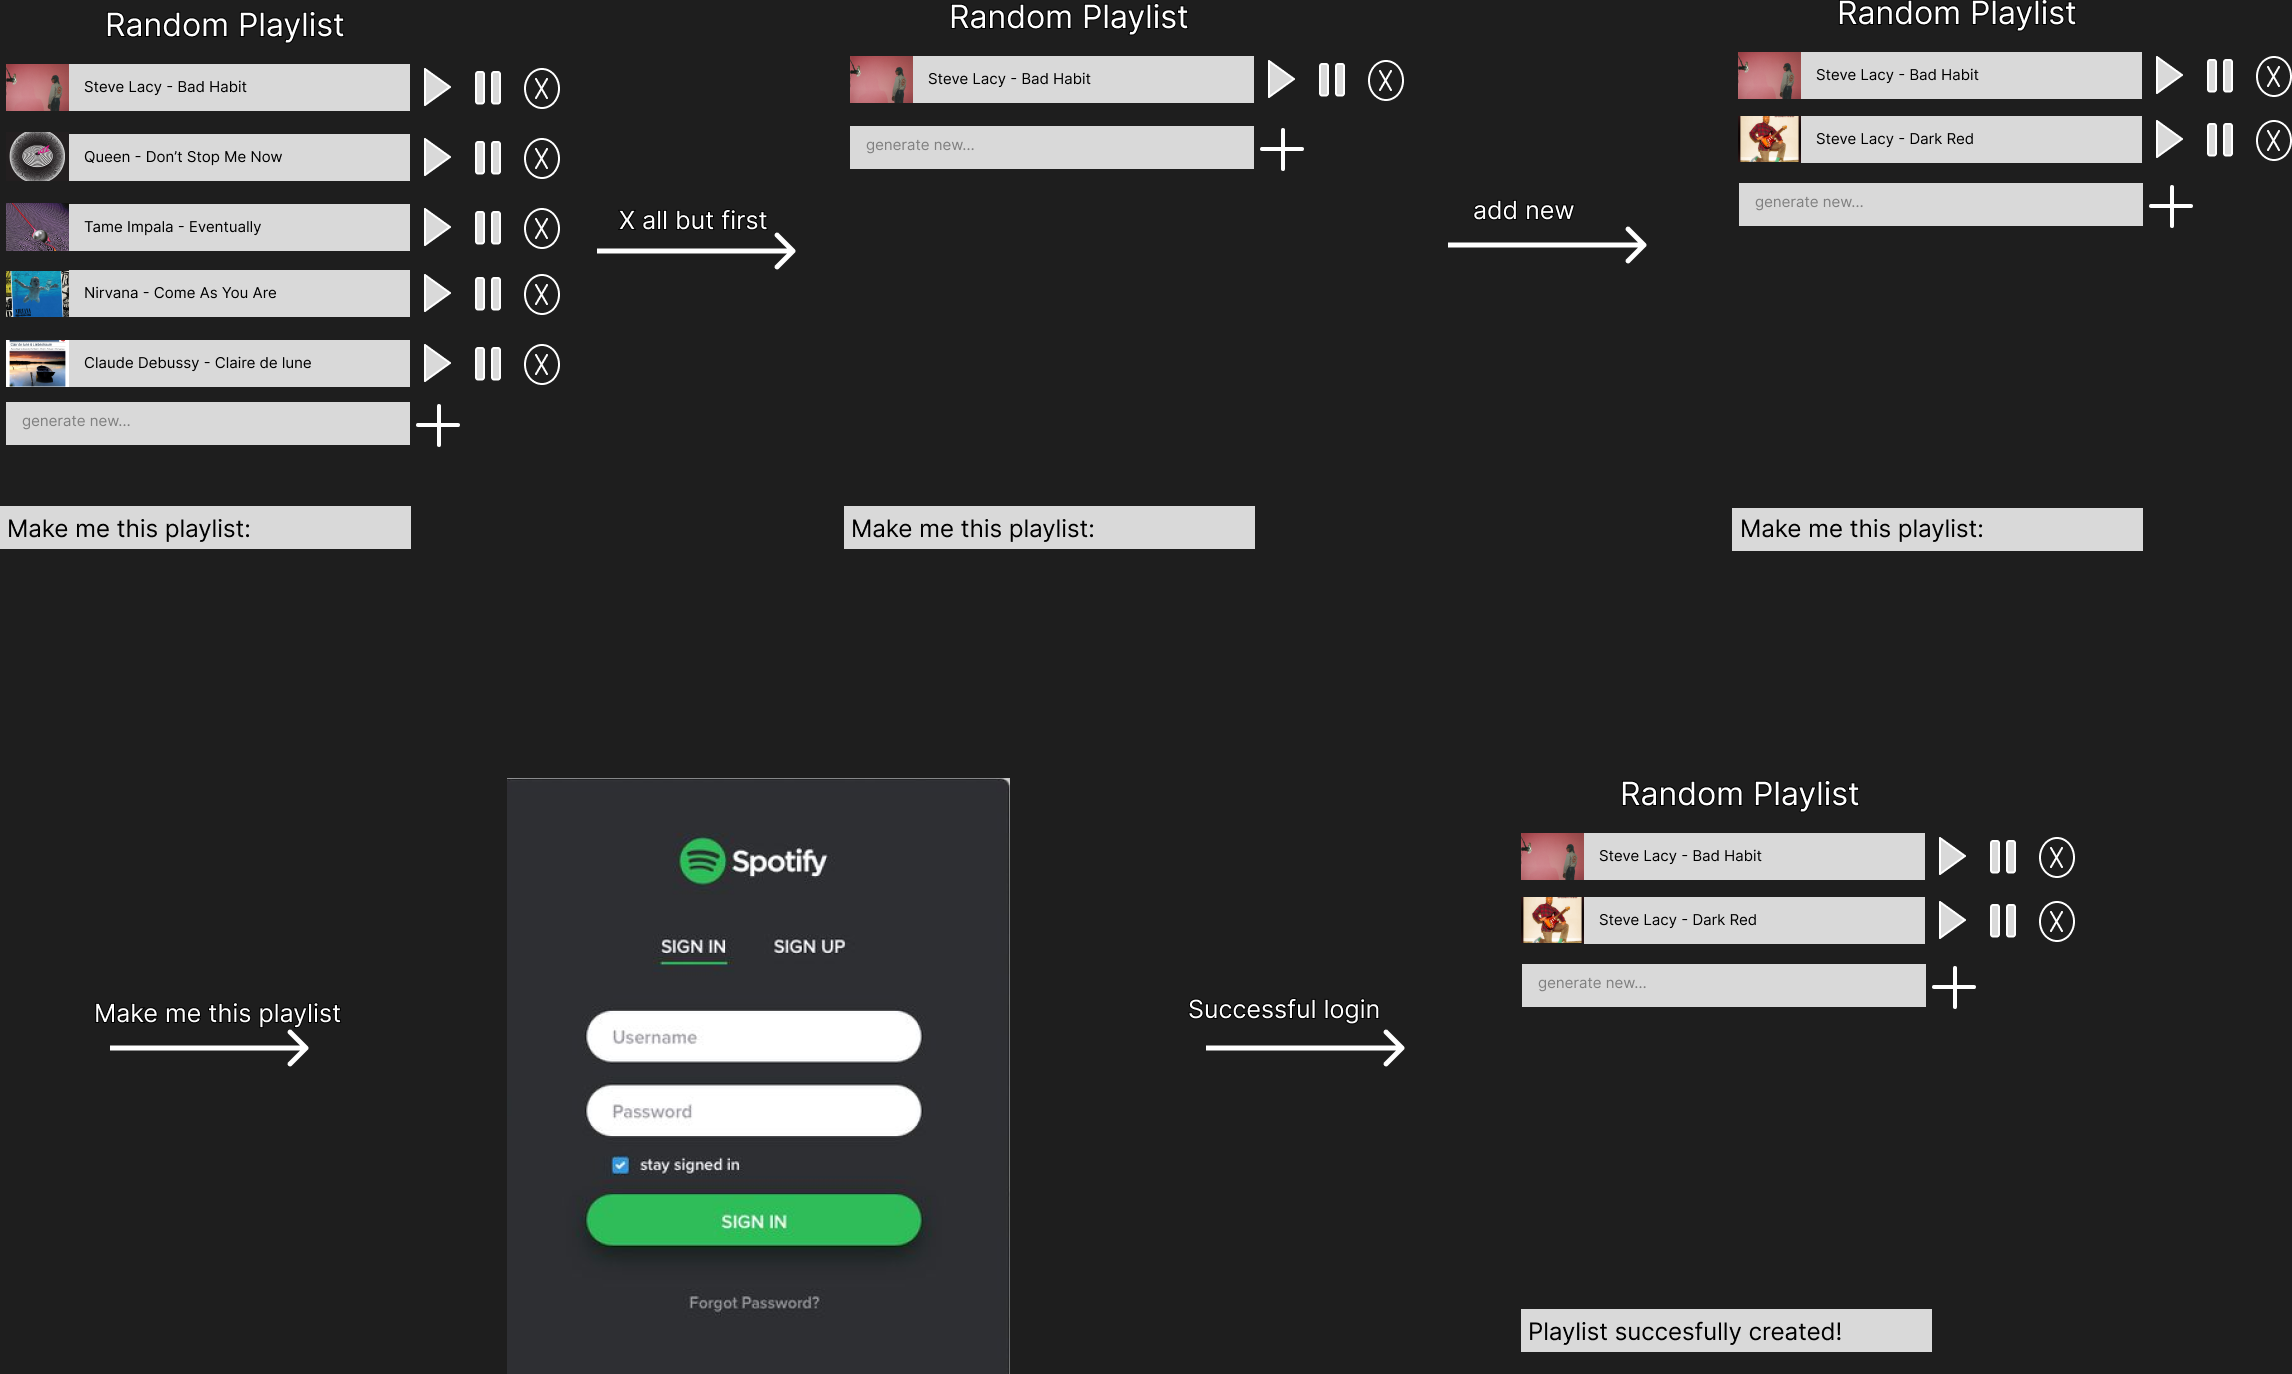 Random Playlist
Steve Lacy - Bad Habit
Queen - Don't Stop Me Now
Tame Impala - Eventually
Nirvana - Come As You Are
Claude Debussy - Claire de lune
generate new...
Make me this playlist:
X all but first
Random Playlist
Steve Lacy - Bad Habit
generate new...
Make me this playlist:
add new
Random Playlist
Steve Lacy - Bad Habit
Steve Lacy - Dark Red
generate new...
Make me this playlist:
Make me this playlist
Spotify
SIGN IN SIGN UP
Username
Password
stay signed in
SIGN IN
Forgot Password?
Successful login
Random Playlist
Steve Lacy - Bad Habit
Steve Lacy - Dark Red
generate new...
Playlist succesfully created!